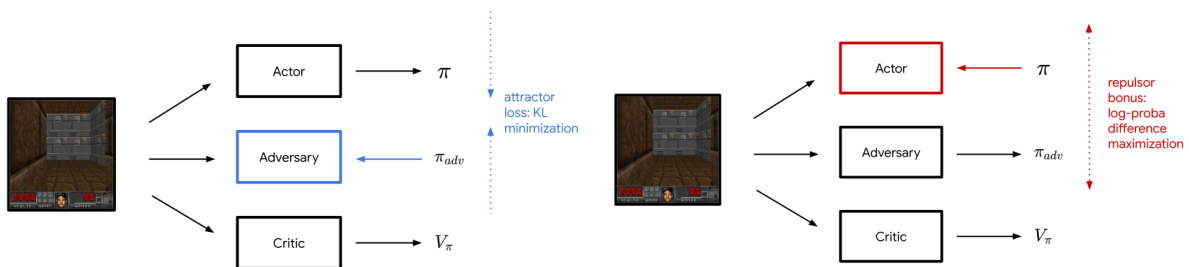 Actor
π
attractor
loss: KL
minimization
Adversary
π_adv
Critic
V_π
Actor
π
repulsor
bonus:
log-proba
difference
maximization
Adversary
π_adv
Critic
V_π